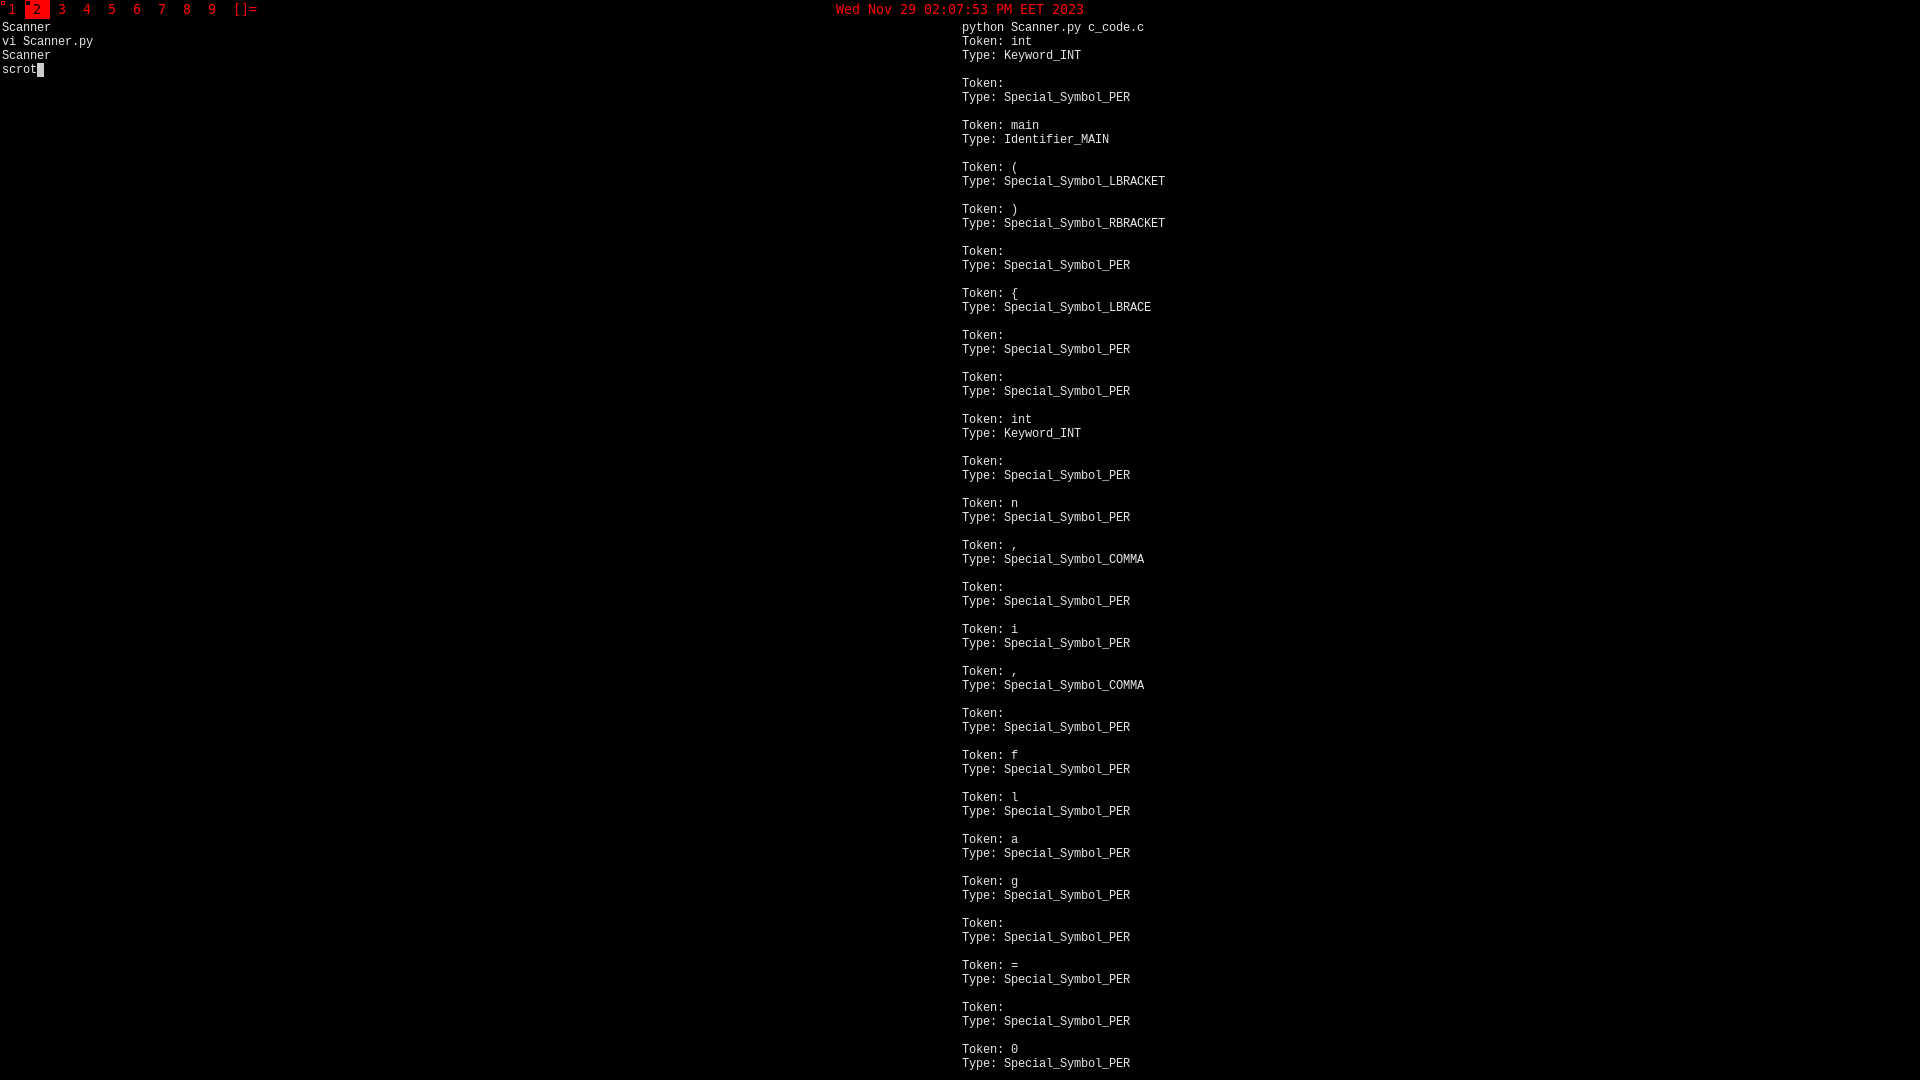 1 2 3 4 5 6 7 8 9 []= Wed Nov 29 02:07:53 PM EET 2023
Scanner
vi Scanner.py
Scanner
scrot
python Scanner.py c_code.c
Token: int
Type: Keyword_INT
Token:
Type: Special_Symbol_PER
Token: main
Type: Identifier_MAIN
Token: (
Type: Special_Symbol_LBRACKET
Token: )
Type: Special_Symbol_RBRACKET
Token:
Type: Special_Symbol_PER
Token: {
Type: Special_Symbol_LBRACE
Token:
Type: Special_Symbol_PER
Token:
Type: Special_Symbol_PER
Token: int
Type: Keyword_INT
Token:
Type: Special_Symbol_PER
Token: n
Type: Special_Symbol_PER
Token: ,
Type: Special_Symbol_COMMA
Token:
Type: Special_Symbol_PER
Token: i
Type: Special_Symbol_PER
Token: ,
Type: Special_Symbol_COMMA
Token:
Type: Special_Symbol_PER
Token: f
Type: Special_Symbol_PER
Token: l
Type: Special_Symbol_PER
Token: a
Type: Special_Symbol_PER
Token: g
Type: Special_Symbol_PER
Token:
Type: Special_Symbol_PER
Token: =
Type: Special_Symbol_PER
Token:
Type: Special_Symbol_PER
Token: 0
Type: Special_Symbol_PER